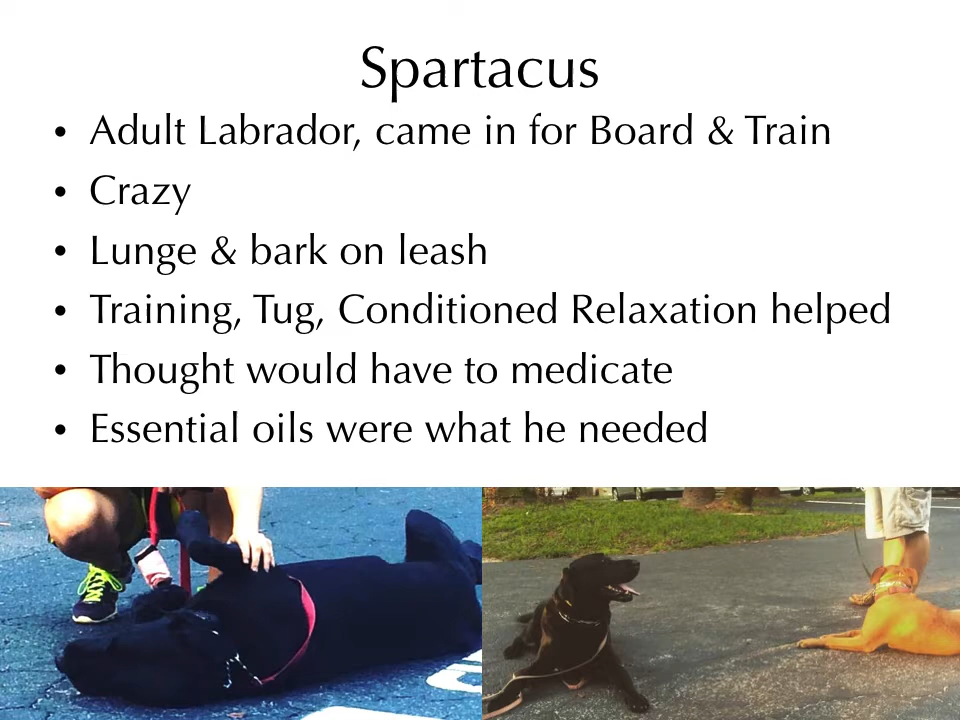 Spartacus
• Adult Labrador, came in for Board & Train
• Crazy
• Lunge & bark on leash
• Training, Tug, Conditioned Relaxation helped
• Thought would have to medicate
• Essential oils were what he needed